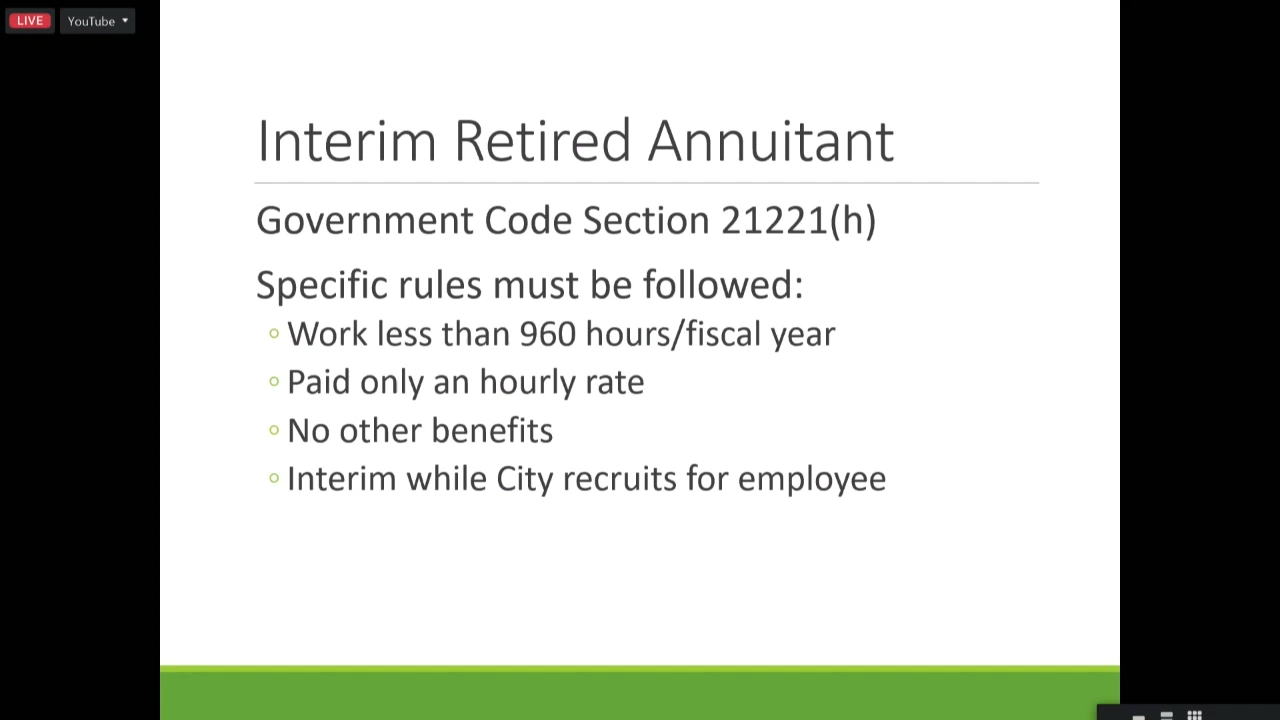 LIVE
YouTube
Interim Retired Annuitant
Government Code Section 21221(h)
Specific rules must be followed:
Work less than 960 hours/fiscal year
Paid only an hourly rate
No other benefits
Interim while City recruits for employee